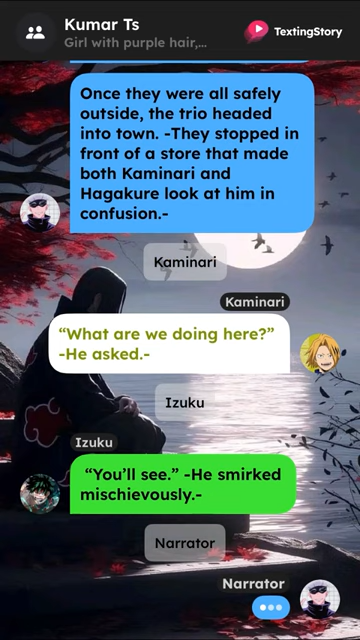 Kumar Ts
Girl with purple hair,...
TextingStory
Once they were all safely
outside, the trio headed
into town. -They stopped in
front of a store that made
both Kaminari and
Hagakure look at him in
confusion.-
Kaminari
Kaminari
“What are we doing here?”
-He asked.-
Izuku
Izuku
“You’ll see.” -He smirked
mischievously.-
Narrator
Narrator